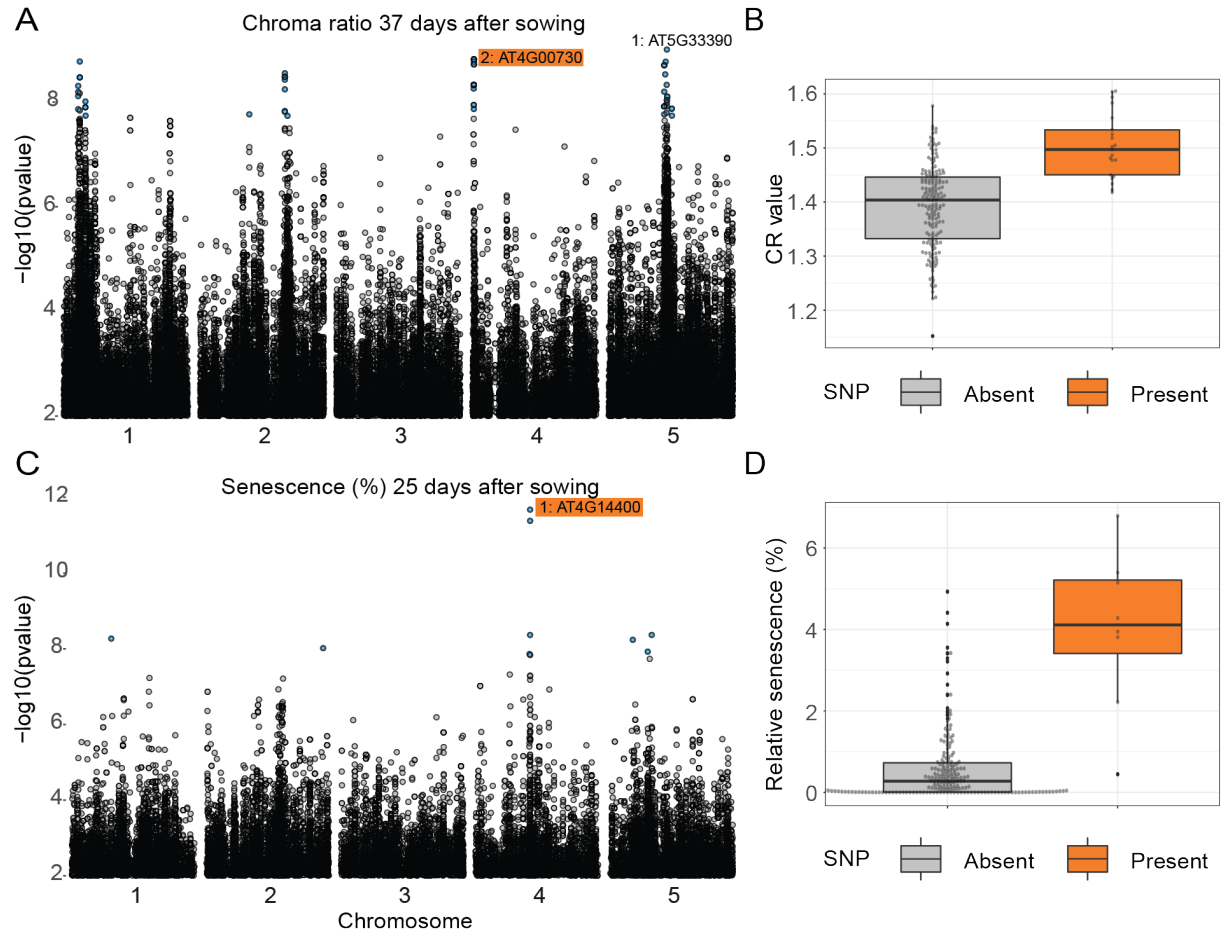 A
Chroma ratio 37 days after sowing
1: AT5G33390
2: AT4G00730
8
6
4
2
−log10(pvalue)
1 2 3 4 5
B
1.6
1.5
1.4
1.3
1.2
CR value
SNP Absent Present
C
Senescence (%) 25 days after sowing
1: AT4G14400
12
10
8
6
4
2
−log10(pvalue)
1 2 3 4 5
Chromosome
D
6
4
2
0
Relative senescence (%)
SNP Absent Present